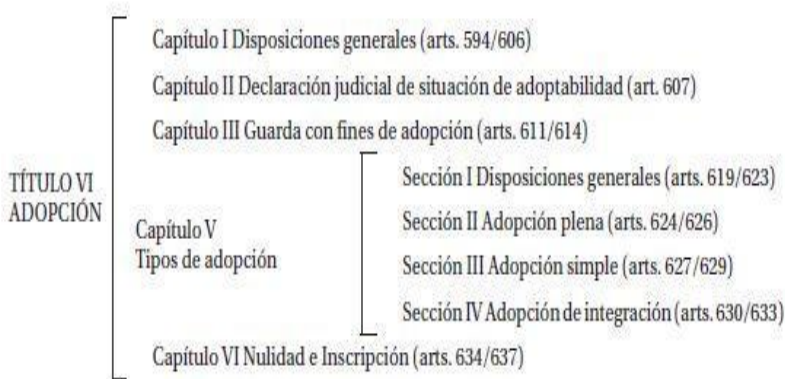 Capítulo I Disposiciones generales (arts. 594/606)
Capítulo II Declaración judicial de situación de adoptabilidad (art. 607)
Capítulo III Guarda con fines de adopción (arts. 611/614)
TÍTULO VI
ADOPCIÓN
Capítulo V
Tipos de adopción
Sección I Disposiciones generales (arts. 619/623)
Sección II Adopción plena (arts. 624/626)
Sección III Adopción simple (arts. 627/629)
Sección IV Adopción de integración (arts. 630/633)
Capítulo VI Nulidad e Inscripción (arts. 634/637)